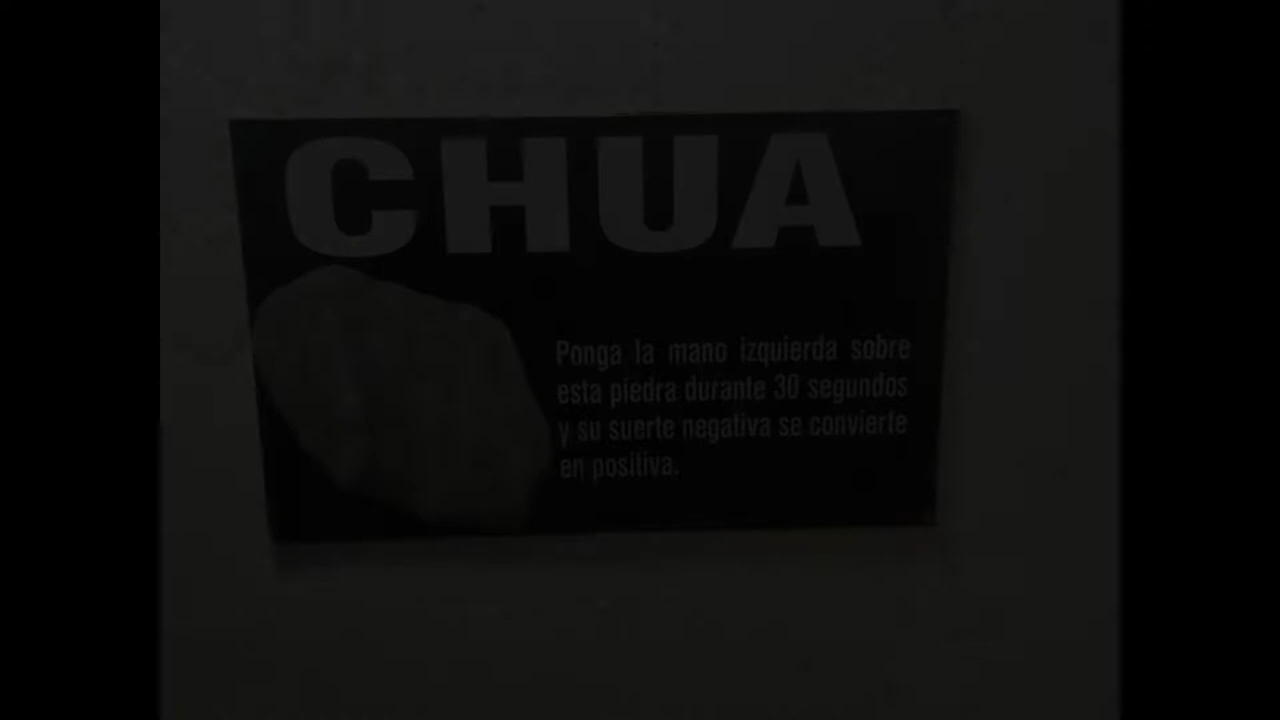 CHUA
Ponga la mano izquierda sobre
esta piedra durante 30 segundos
y su suerte negativa se convierte
en positiva.